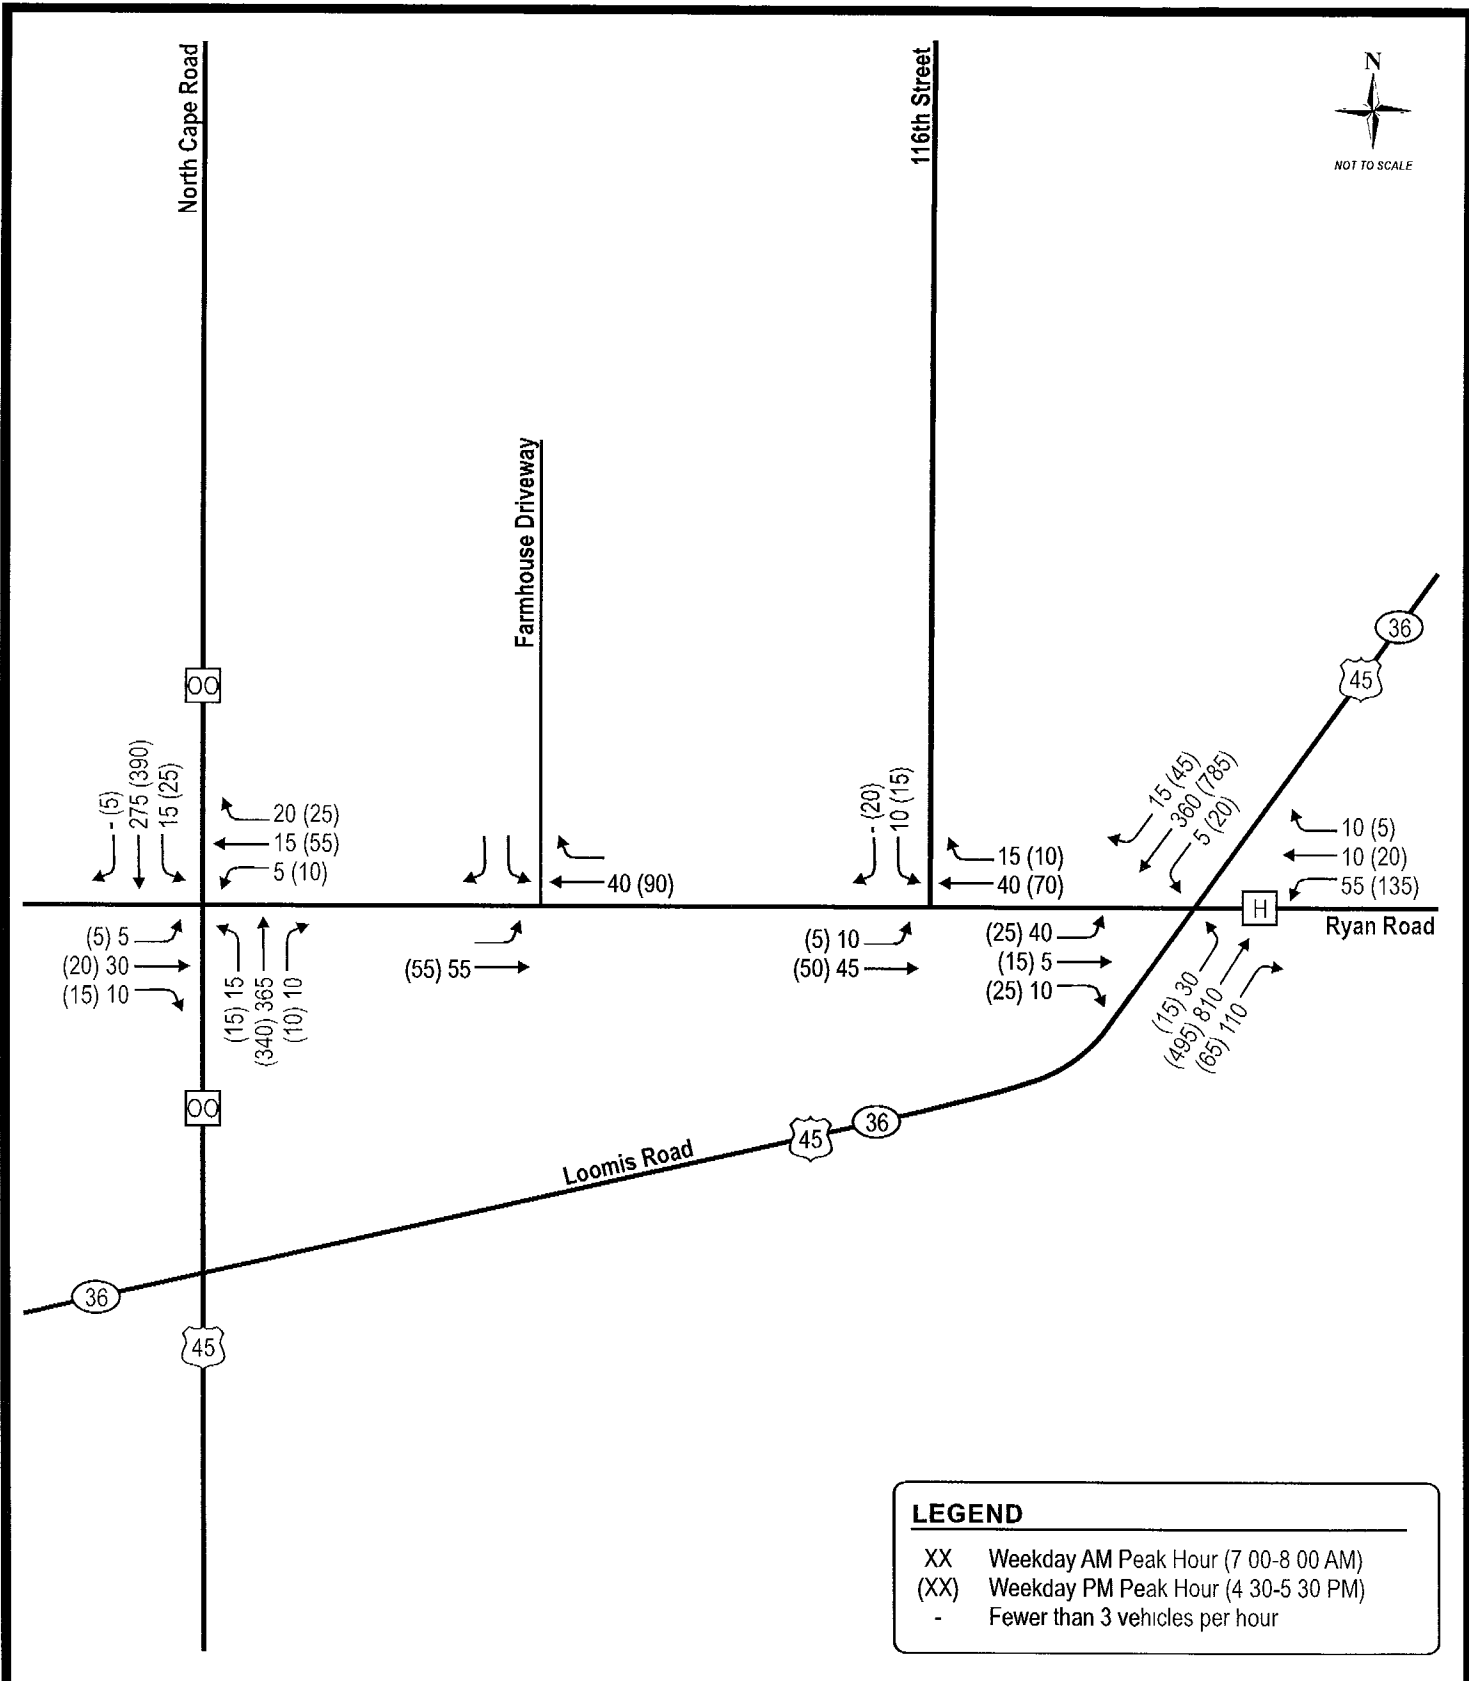 North Cape Road
116th Street
N
NOT TO SCALE
Farmhouse Driveway
36
45
OO
- (5)
275 (390)
15 (25)
20 (25)
15 (55)
5 (10)
40 (90)
- (20)
10 (15)
15 (10)
40 (70)
15 (45)
360 (785)
5 (20)
10 (5)
10 (20)
55 (135)
H
Ryan Road
(5) 5
(20) 30
(15) 10
(15) 15
(340) 365
(10) 10
(55) 55
(5) 10
(50) 45
(25) 40
(15) 5
(25) 10
(15) 30
(495) 810
(65) 110
OO
Loomis Road
45
36
36
45
LEGEND
XX Weekday AM Peak Hour (7 00-8 00 AM)
(XX) Weekday PM Peak Hour (4 30-5 30 PM)
- Fewer than 3 vehicles per hour